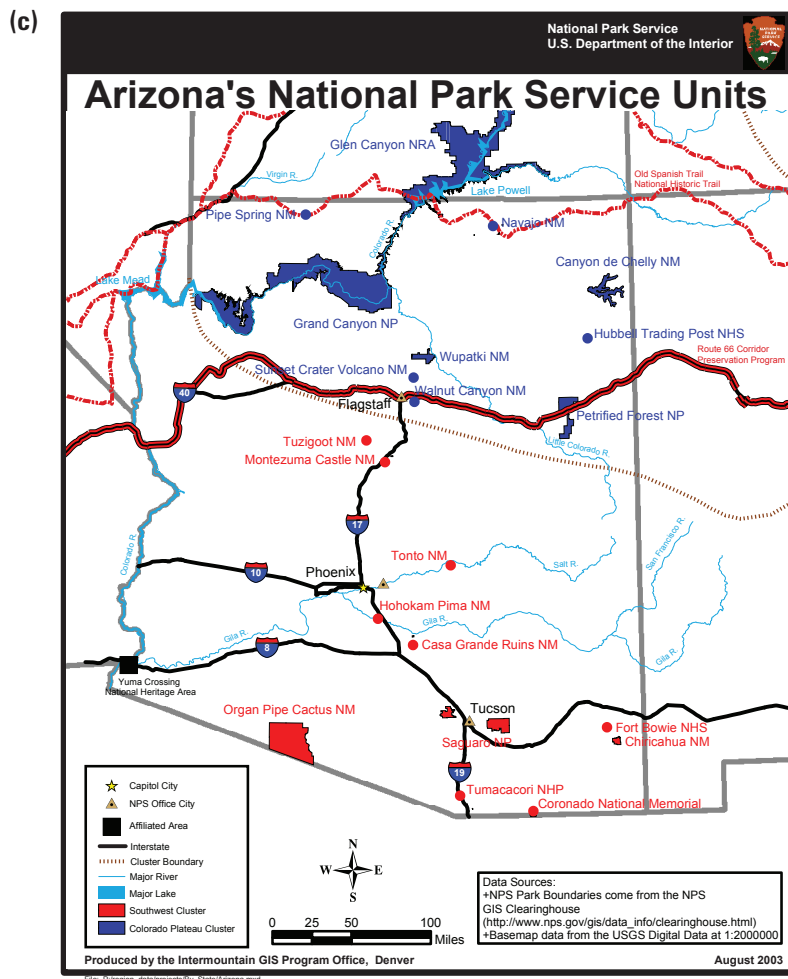 (c)
National Park Service
U.S. Department of the Interior
NATIONAL
PARK
SERVICE
Arizona's National Park Service Units
Glen Canyon NRA
Virgin R.
Lake Powell
Old Spanish Trail
National Historic Trail
Pipe Spring NM
Colorado R.
Navajo NM
Canyon de Chelly NM
Lake Mead
Grand Canyon NP
Hubbell Trading Post NHS
Wupatki NM
Route 66 Corridor
Preservation Program
Sunset Crater Volcano NM
Walnut Canyon NM
40
Flagstaff
Petrified Forest NP
Tuzigoot NM
Little Colorado R.
Montezuma Castle NM
17
Colorado R.
San Francisco R.
Tonto NM
10
Phoenix
Salt R.
Hohokam Pima NM
Gila R.
Gila R.
8
Casa Grande Ruins NM
Gila R.
Yuma Crossing
National Heritage Area
Organ Pipe Cactus NM
Tucson
Fort Bowie NHS
Saguaro NP
Chiricahua NM
19
Tumacacori NHP
Coronado National Memorial
Capitol City
NPS Office City
Affiliated Area
Interstate
Cluster Boundary
Major River
Major Lake
Southwest Cluster
Colorado Plateau Cluster
N
W E
S
0 25 50 100
Miles
Data Sources:
+NPS Park Boundaries come from the NPS
GIS Clearinghouse
(http://www.nps.gov/gis/data_info/clearinghouse.html)
+Basemap data from the USGS Digital Data at 1:2000000
Produced by the Intermountain GIS Program Office, Denver
August 2003